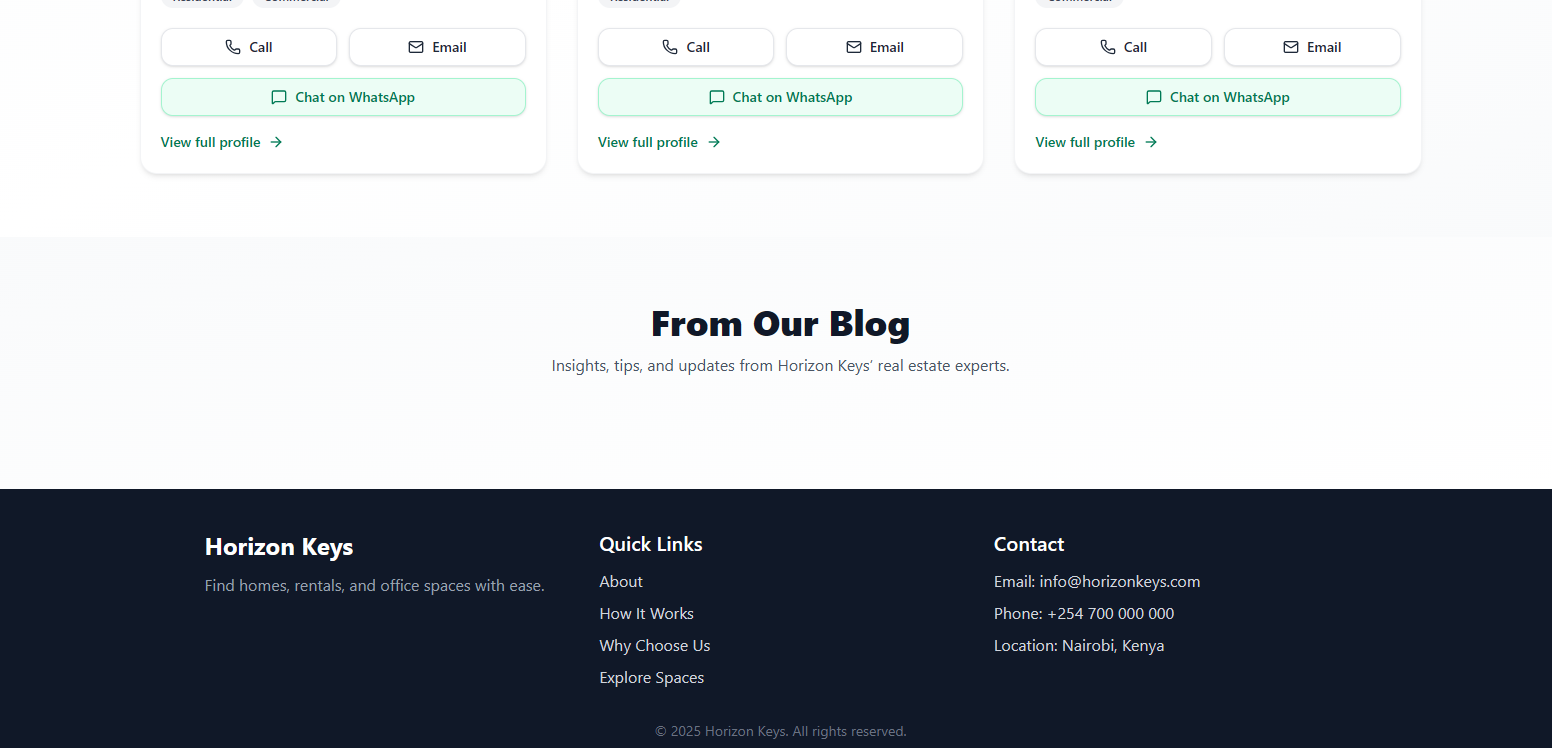 Residential Commercial Residential Commercial
Call Email Call Email Call Email
Chat on WhatsApp Chat on WhatsApp Chat on WhatsApp
View full profile View full profile View full profile
From Our Blog
Insights, tips, and updates from Horizon Keys’ real estate experts.
Horizon Keys
Find homes, rentals, and office spaces with ease.
Quick Links
About
How It Works
Why Choose Us
Explore Spaces
Contact
Email: info@horizonkeys.com
Phone: +254 700 000 000
Location: Nairobi, Kenya
© 2025 Horizon Keys. All rights reserved.